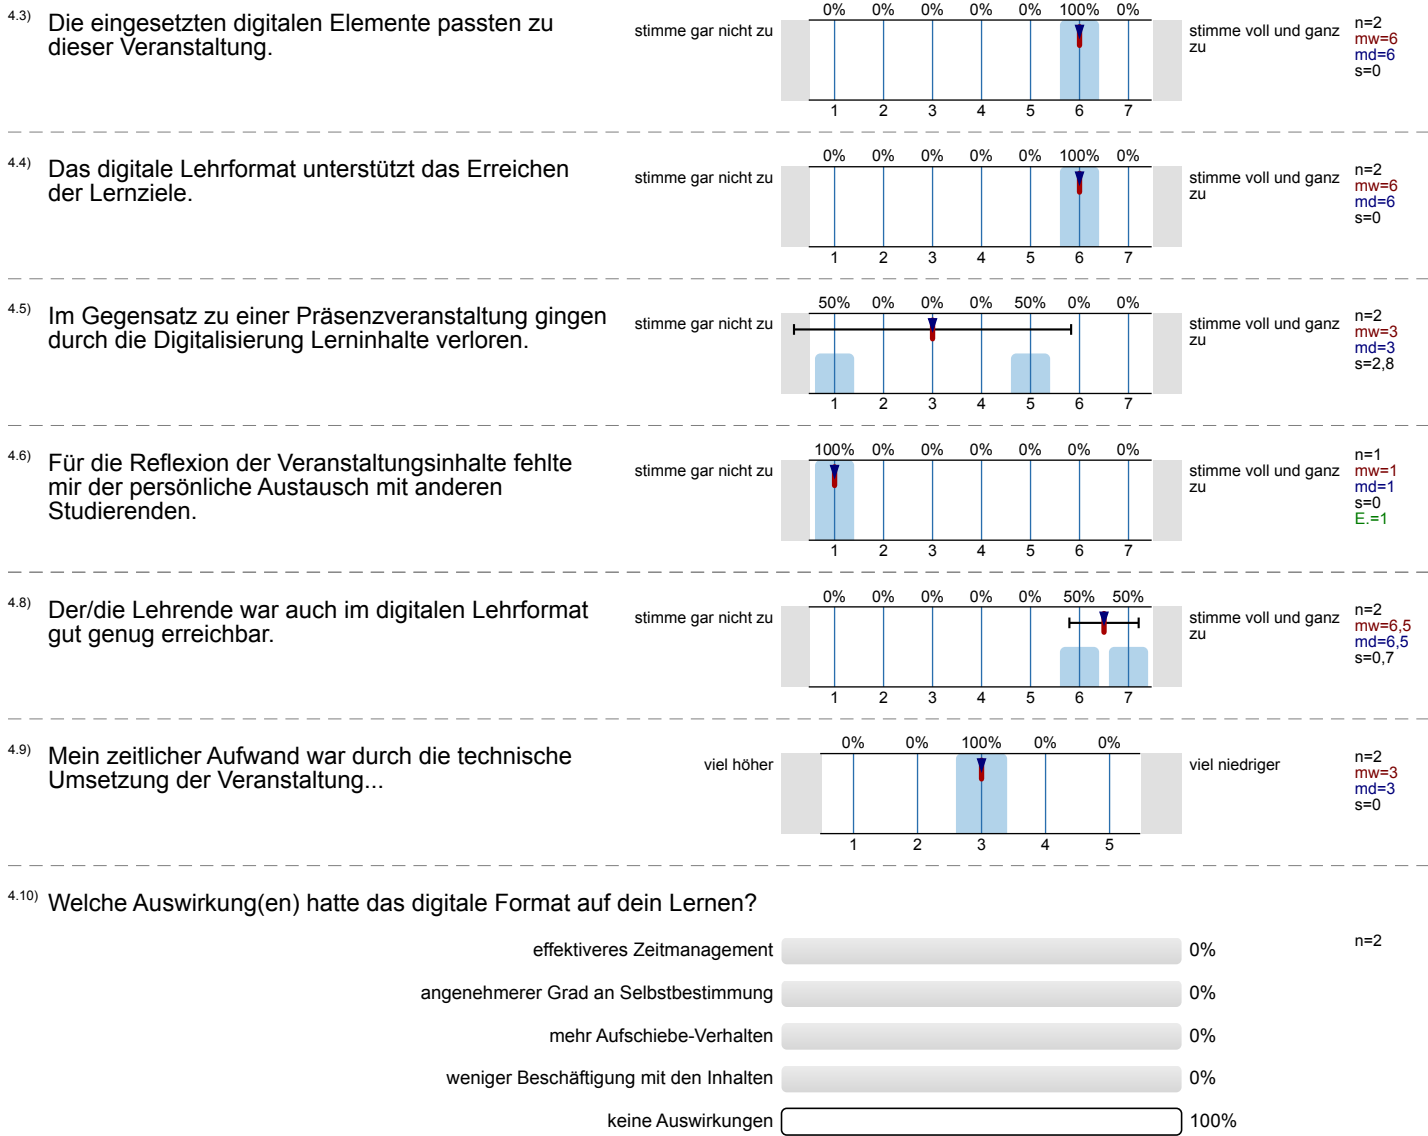 4.3) Die eingesetzten digitalen Elemente passten zu
dieser Veranstaltung.
stimme gar nicht zu
0% 0% 0% 0% 0% 100% 0%
1 2 3 4 5 6 7
stimme voll und ganz
zu
n=2
mw=6
md=6
s=0
4.4) Das digitale Lehrformat unterstützt das Erreichen
der Lernziele.
stimme gar nicht zu
0% 0% 0% 0% 0% 100% 0%
1 2 3 4 5 6 7
stimme voll und ganz
zu
n=2
mw=6
md=6
s=0
4.5) Im Gegensatz zu einer Präsenzveranstaltung gingen
durch die Digitalisierung Lerninhalte verloren.
stimme gar nicht zu
50% 0% 0% 0% 50% 0% 0%
1 2 3 4 5 6 7
stimme voll und ganz
zu
n=2
mw=3
md=3
s=2,8
4.6) Für die Reflexion der Veranstaltungsinhalte fehlte
mir der persönliche Austausch mit anderen
Studierenden.
stimme gar nicht zu
100% 0% 0% 0% 0% 0% 0%
1 2 3 4 5 6 7
stimme voll und ganz
zu
n=1
mw=1
md=1
s=0
E.=1
4.8) Der/die Lehrende war auch im digitalen Lehrformat
gut genug erreichbar.
stimme gar nicht zu
0% 0% 0% 0% 0% 50% 50%
1 2 3 4 5 6 7
stimme voll und ganz
zu
n=2
mw=6,5
md=6,5
s=0,7
4.9) Mein zeitlicher Aufwand war durch die technische
Umsetzung der Veranstaltung...
viel höher
0% 0% 100% 0% 0%
1 2 3 4 5
viel niedriger
n=2
mw=3
md=3
s=0
4.10) Welche Auswirkung(en) hatte das digitale Format auf dein Lernen?
effektiveres Zeitmanagement 0%
n=2
angenehmerer Grad an Selbstbestimmung 0%
mehr Aufschiebe-Verhalten 0%
weniger Beschäftigung mit den Inhalten 0%
keine Auswirkungen 100%